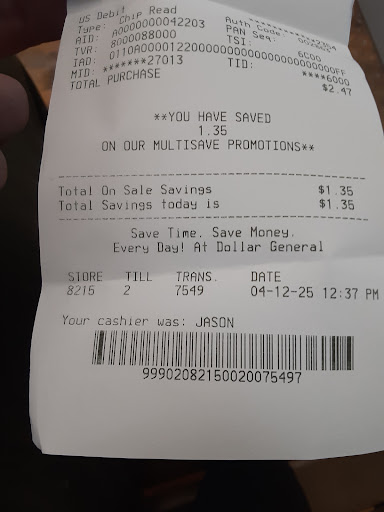 US Debit
Type: Chip Read
AID: A0000000042203 Auth Code:
TVR: 8000088000 PAN Seq:
TSI: 6C00
TID: ****6000
MID: *******27013
TOTAL PURCHASE $2.47
**YOU HAVE SAVED
1.35
ON OUR MULTISAVE PROMOTIONS**
Total On Sale Savings $1.35
Total Savings today is $1.35
Save Time. Save Money.
Every Day! At Dollar General
STORE TILL TRANS. DATE
8215 2 7549 04-12-25 12:37 PM
Your cashier was: JASON
99902082150020075497